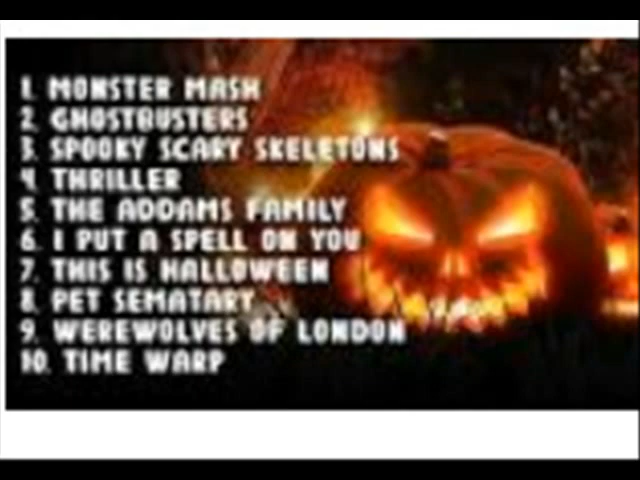 1. MONSTER MASH
2. GHOSTBUSTERS
3. SPOOKY SCARY SKELETONS
4. THRILLER
5. THE ADDAMS FAMILY
6. I PUT A SPELL ON YOU
7. THIS IS HALLOWEEN
8. PET SEMATARY
9. WEREWOLVES OF LONDON
10. TIME WARP